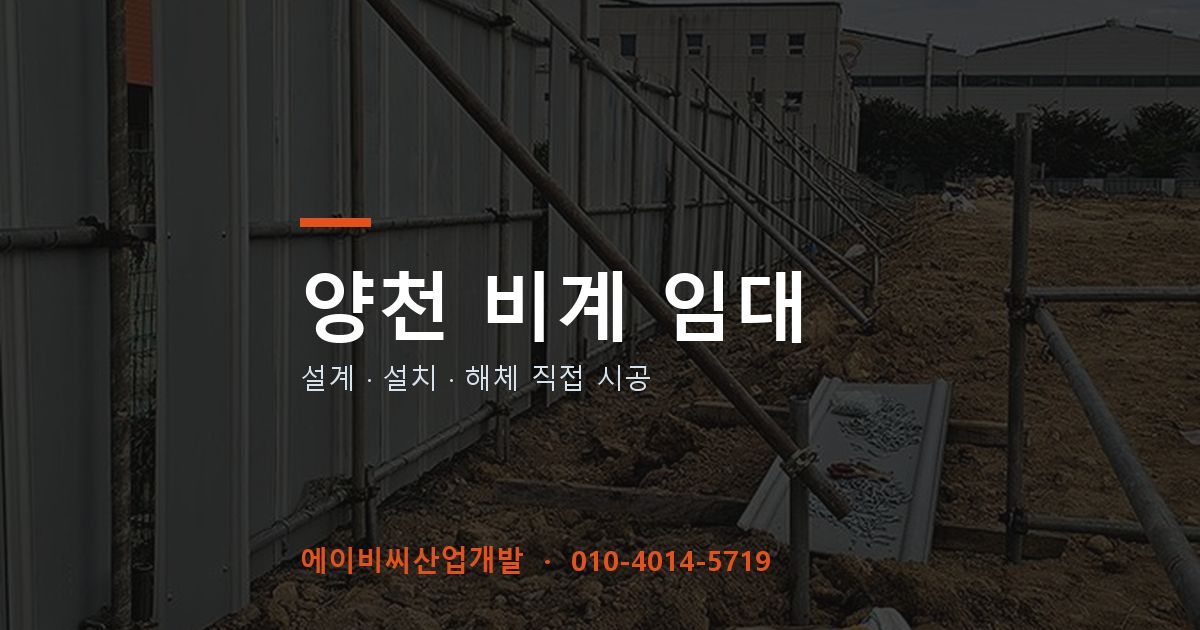 양천 비계 임대
설계 · 설치 · 해체 직접 시공
에이비씨산업개발 · 010-4014-5719